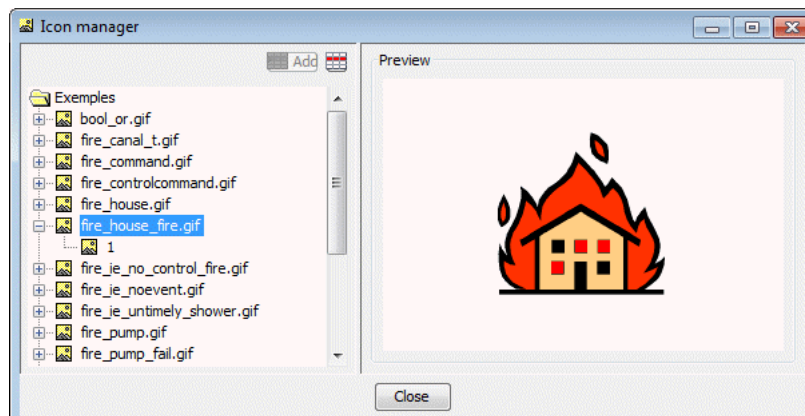 Icon manager
Add
Preview
Exemples
bool_or.gif
fire_canal_t.gif
fire_command.gif
fire_controlcommand.gif
fire_house.gif
fire_house_fire.gif
1
fire_ie_no_control_fire.gif
fire_ie_noevent.gif
fire_ie_untimely_shower.gif
fire_pump.gif
fire_pump_fail.gif
Close